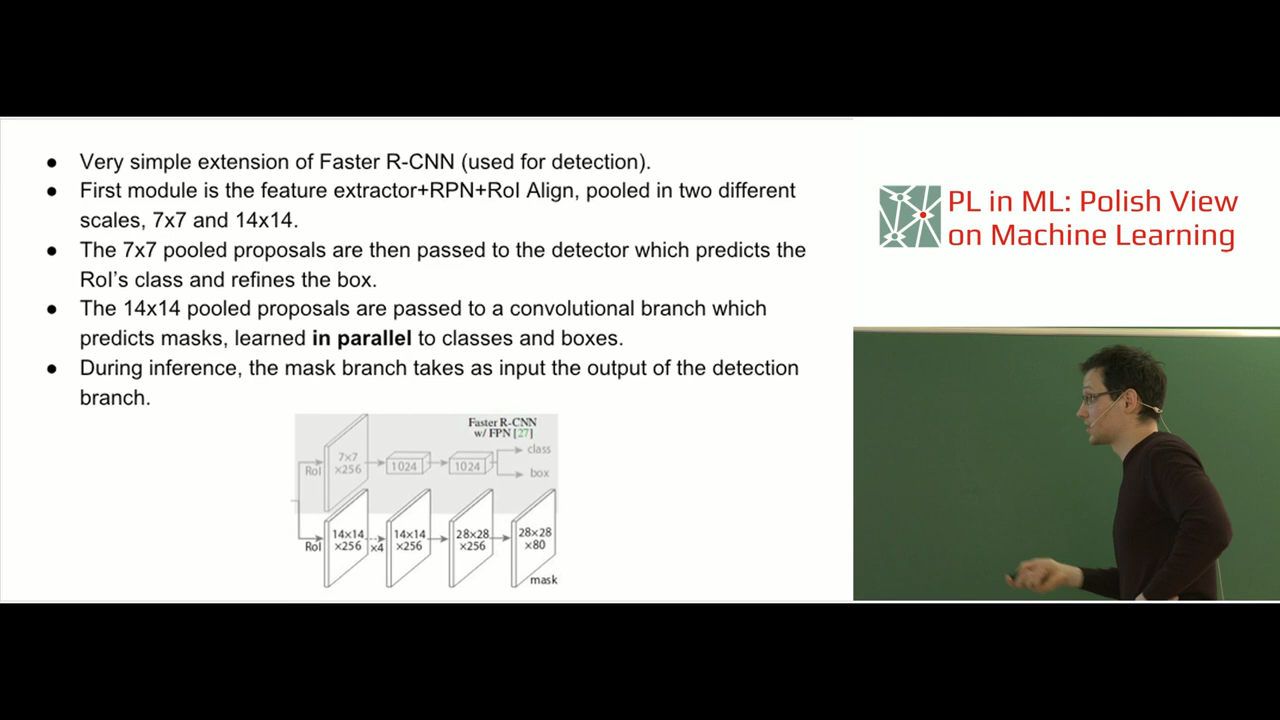 ● Very simple extension of Faster R-CNN (used for detection).
● First module is the feature extractor+RPN+RoI Align, pooled in two different
scales, 7x7 and 14x14.
● The 7x7 pooled proposals are then passed to the detector which predicts the
RoI's class and refines the box.
● The 14x14 pooled proposals are passed to a convolutional branch which
predicts masks, learned in parallel to classes and boxes.
● During inference, the mask branch takes as input the output of the detection
branch.
Faster R-CNN
w/ FPN [27]
RoI
7×7
×256
1024
1024
class
box
RoI
14×14
×256
×4
14×14
×256
28×28
×256
28×28
×80
mask
PL in ML: Polish View
on Machine Learning